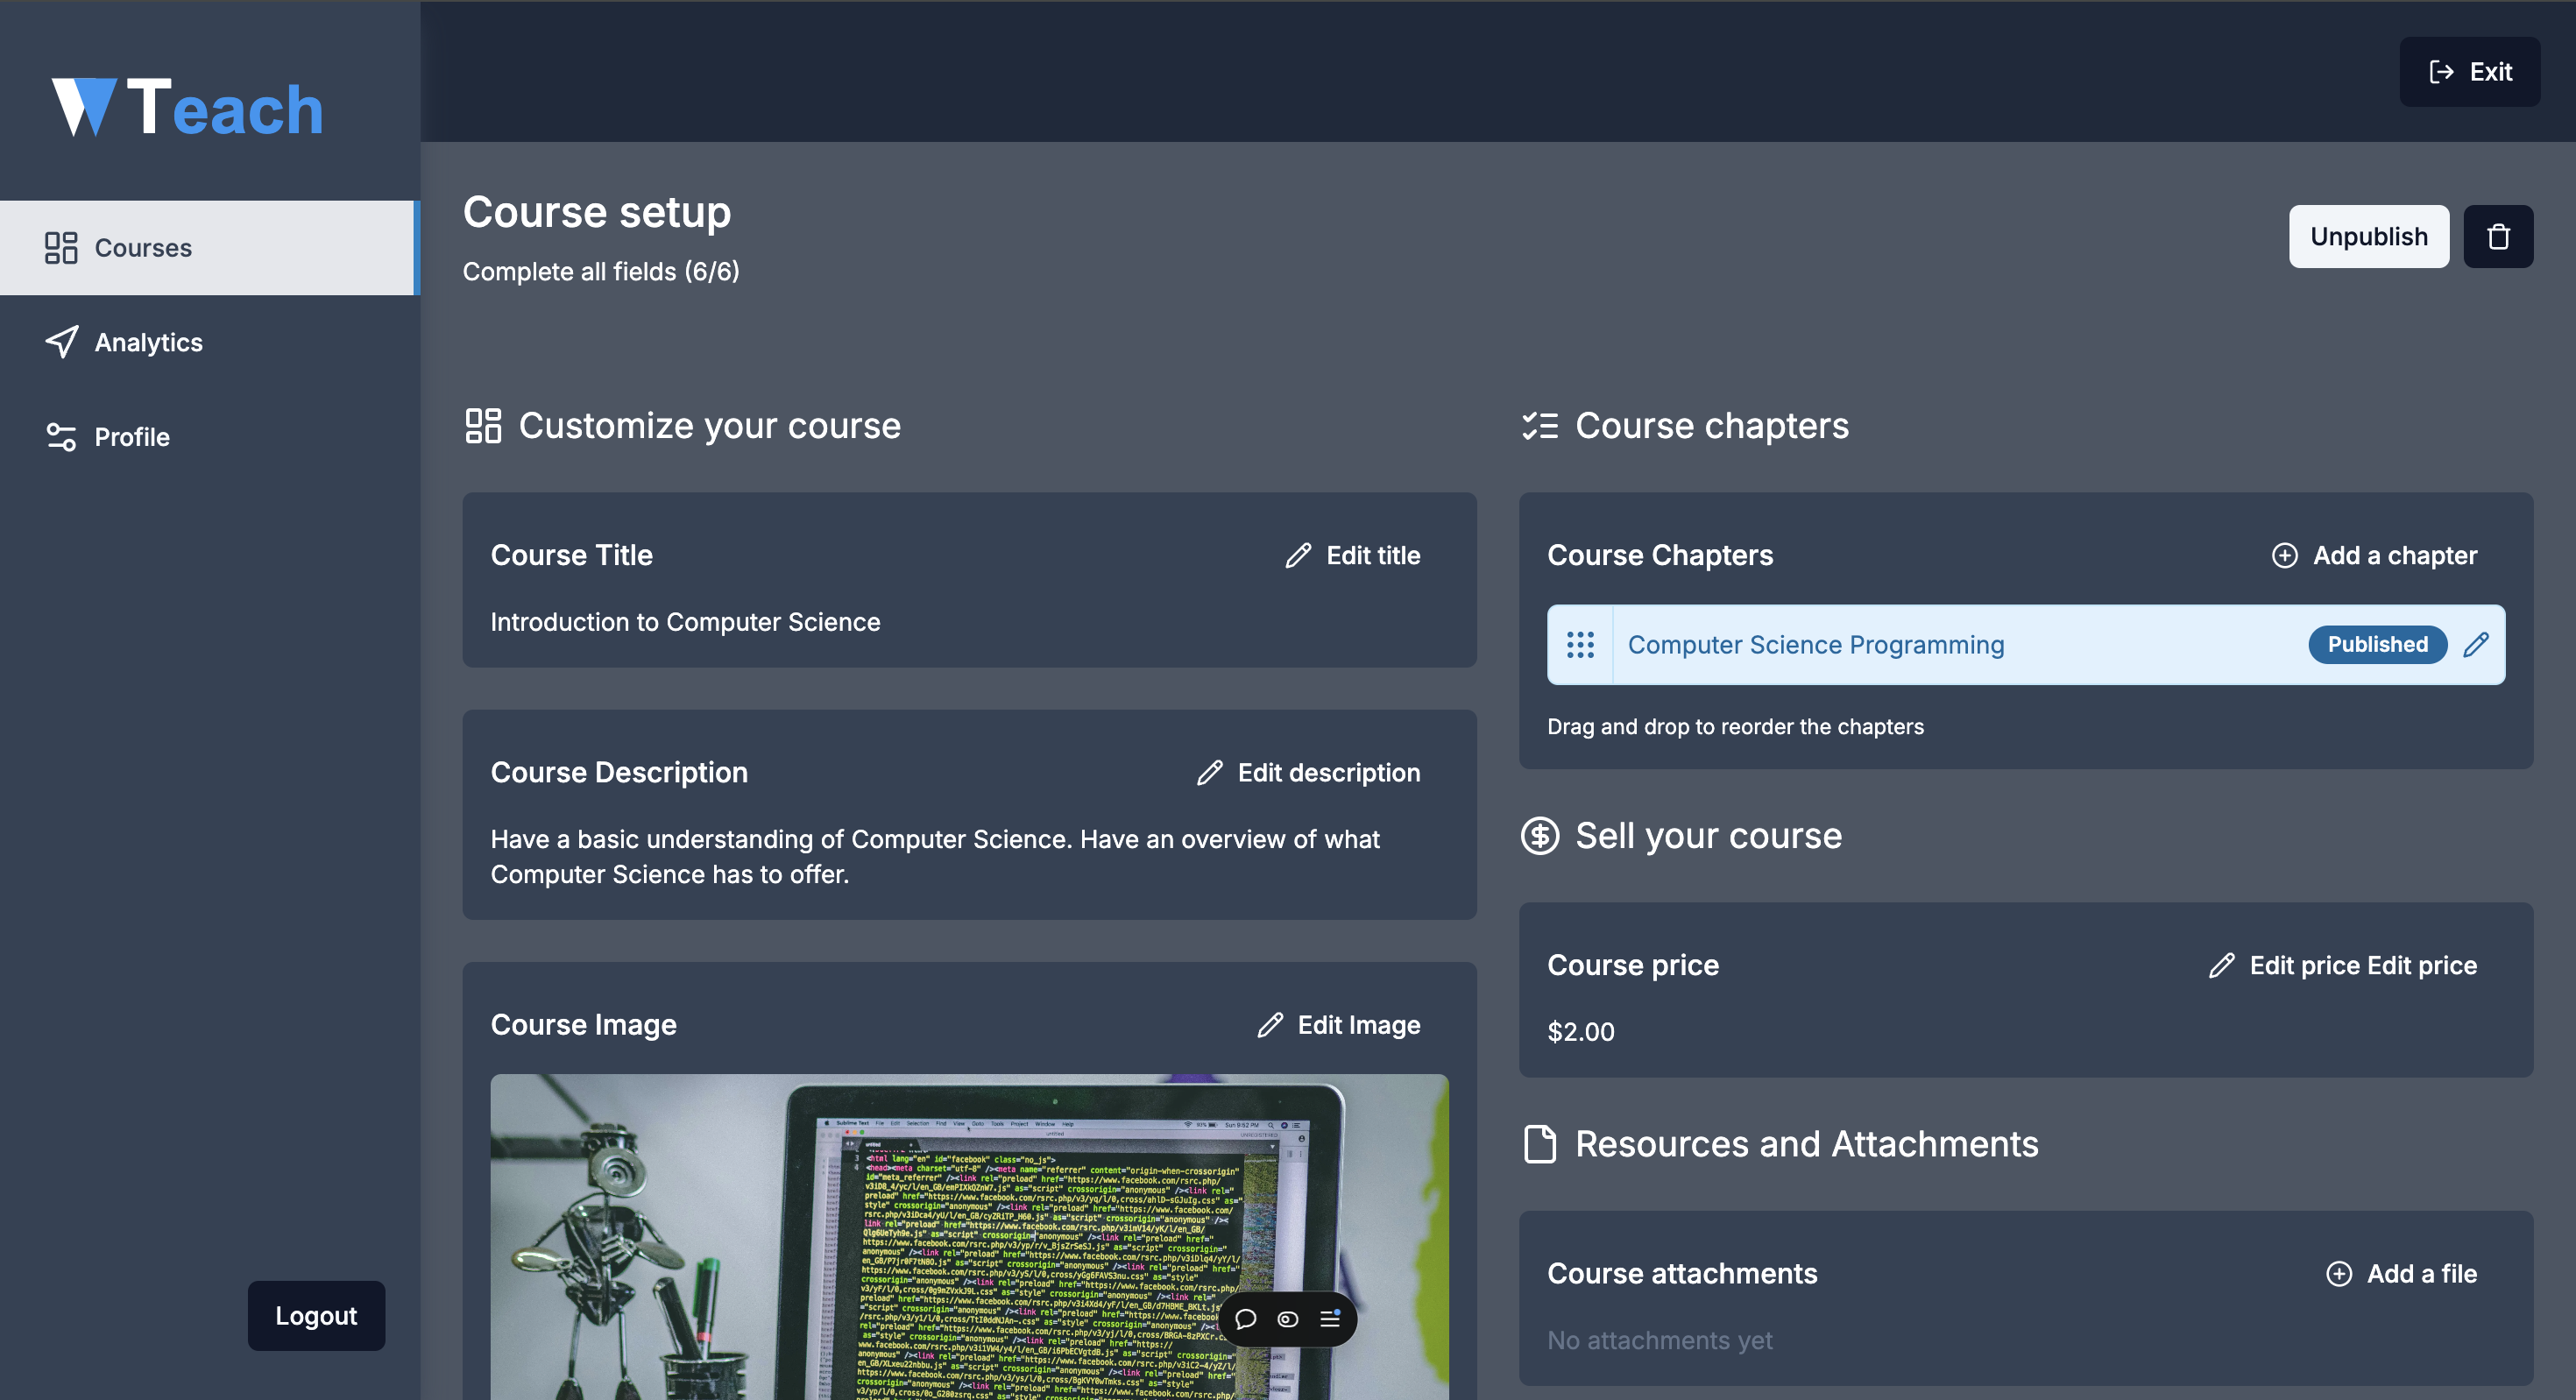 Teach
Exit
Courses
Analytics
Profile
Logout
Course setup
Complete all fields (6/6)
Unpublish
Customize your course
Course Title
Edit title
Introduction to Computer Science
Course Description
Edit description
Have a basic understanding of Computer Science. Have an overview of what
Computer Science has to offer.
Course Image
Edit Image
Course chapters
Course Chapters
Add a chapter
Computer Science Programming
Published
Drag and drop to reorder the chapters
Sell your course
Course price
Edit price Edit price
$2.00
Resources and Attachments
Course attachments
Add a file
No attachments yet